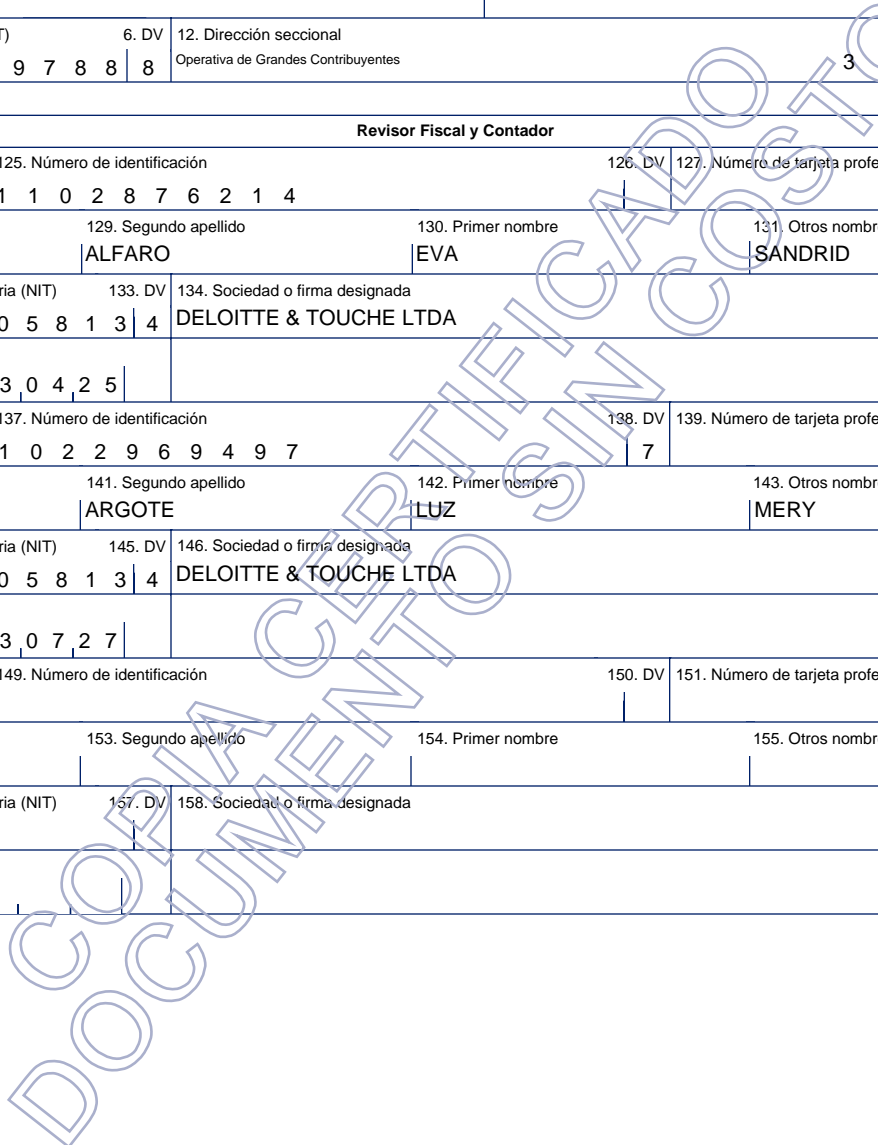 T) 6. DV 12. Dirección seccional
9 7 8 8 8 Operativa de Grandes Contribuyentes 3
Revisor Fiscal y Contador
125. Número de identificación 126. DV 127. Número de tarjeta profe
1 1 0 2 8 7 6 2 1 4
129. Segundo apellido 130. Primer nombre 131. Otros nombre
ALFARO EVA SANDRID
ria (NIT) 133. DV 134. Sociedad o firma designada
0 5 8 1 3 4 DELOITTE & TOUCHE LTDA
3 0 4 2 5
137. Número de identificación 138. DV 139. Número de tarjeta profe
1 0 2 2 9 6 9 4 9 7 7
141. Segundo apellido 142. Primer nombre 143. Otros nombre
ARGOTE LUZ MERY
ria (NIT) 145. DV 146. Sociedad o firma designada
0 5 8 1 3 4 DELOITTE & TOUCHE LTDA
3 0 7 2 7
149. Número de identificación 150. DV 151. Número de tarjeta profe
153. Segundo apellido 154. Primer nombre 155. Otros nombre
ria (NIT) 157. DV 158. Sociedad o firma designada
COPIA CERTIFICADO
DOCUMENTO SIN COSTO